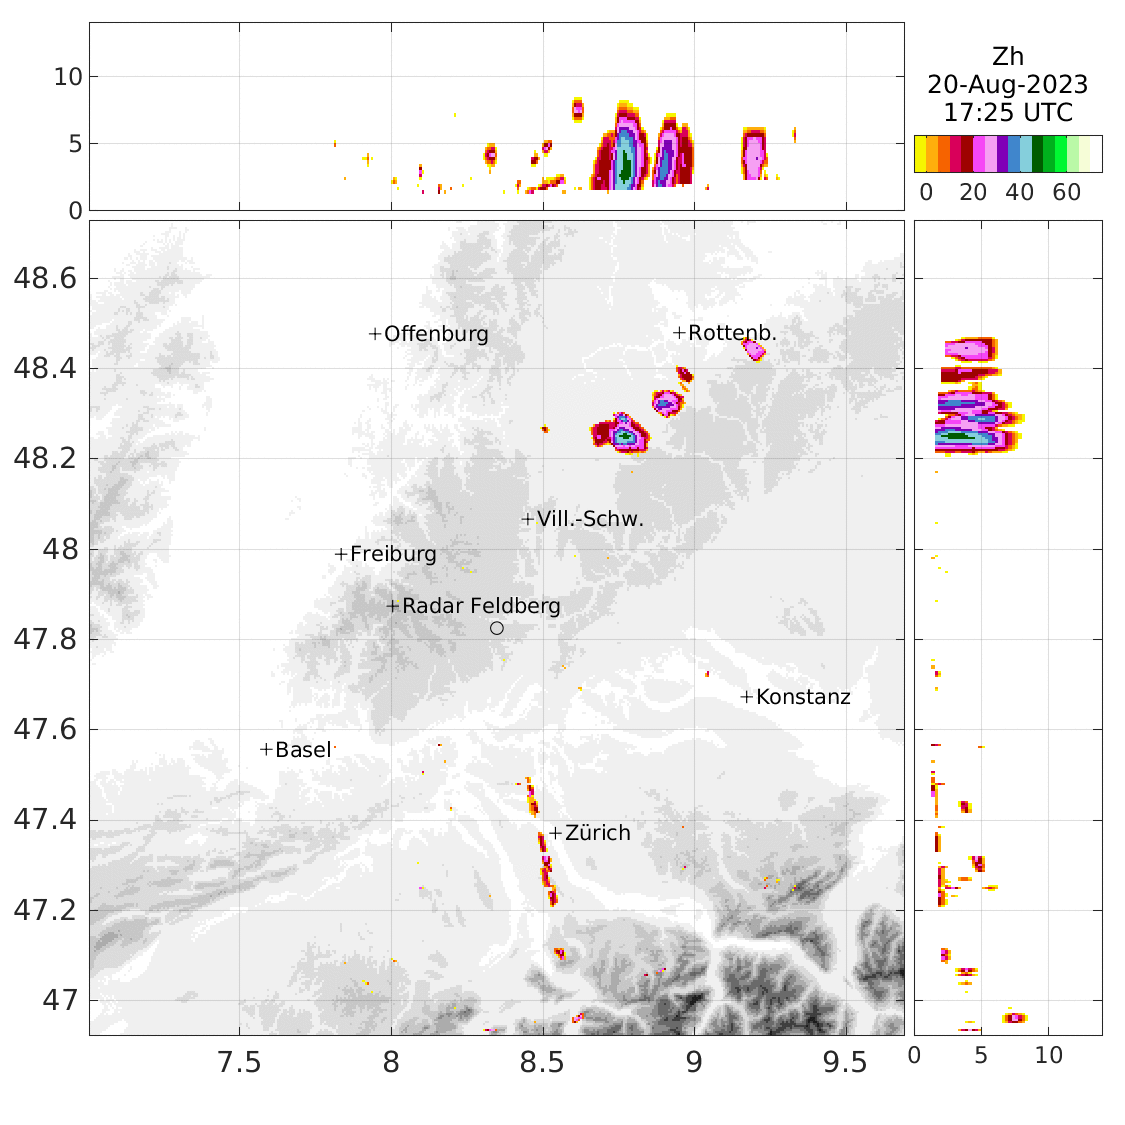 Zh
20-Aug-2023
17:25 UTC
10
5
0
0 20 40 60
48.6
48.4
48.2
48
47.8
47.6
47.4
47.2
47
Offenburg
Rottenb.
Vill.-Schw.
Freiburg
Radar Feldberg
Konstanz
Basel
Zürich
7.5 8 8.5 9 9.5
0 5 10